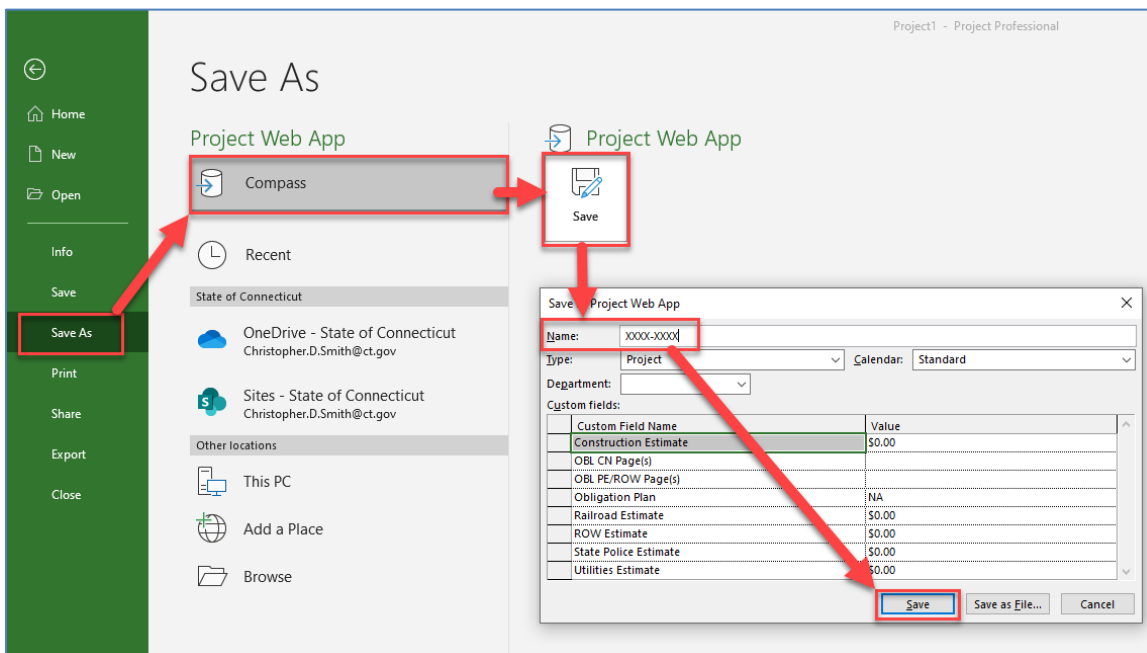 Project1 - Project Professional
Home
New
Open
Info
Save
Save As
Print
Share
Export
Close
Save As
Project Web App
Compass
Recent
State of Connecticut
OneDrive - State of Connecticut
Christopher.D.Smith@ct.gov
Sites - State of Connecticut
Christopher.D.Smith@ct.gov
Other locations
This PC
Add a Place
Browse
Project Web App
Save
Save Project Web App
Name: XXXX-XXXX
Type: Project Calendar: Standard
Department:
Custom fields:
Custom Field Name Value
Construction Estimate $0.00
OBL CN Page(s)
OBL PE/ROW Page(s)
Obligation Plan NA
Railroad Estimate $0.00
ROW Estimate $0.00
State Police Estimate $0.00
Utilities Estimate $0.00
Save Save as File... Cancel